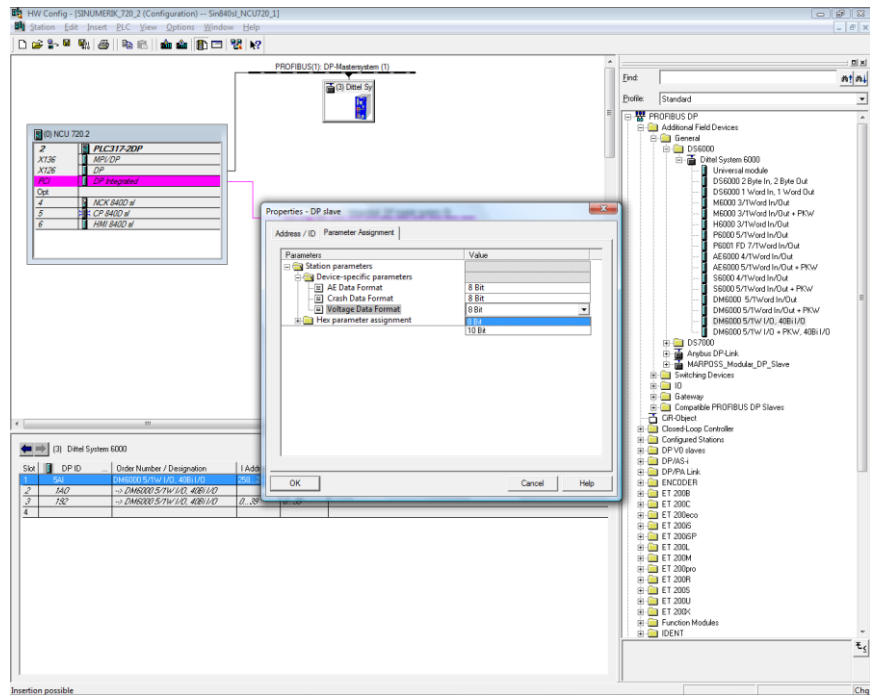 HW Config - [SINUMERIK_720_2 (Configuration) -- Sin840sl_NCU720_1]
Station Edit Insert PLC View Options Window Help
PROFIBUS(1): DP-Mastersystem (1)
(3) Dittel Sy
(0) NCU 720.2
2 PLC317-2DP
X136 MPI/DP
X126 DP
PCI DP Integrated
Opt
4 NCK 840D sl
5 CP 840D sl
6 HMI 840D sl
Properties - DP slave
Address / ID Parameter Assignment
Parameters Value
Station parameters
Device-specific parameters
AE Data Format 8 Bit
Crash Data Format 8 Bit
Voltage Data Format 8 Bit
Hex parameter assignment 8 Bit
10 Bit
OK Cancel Help
(3) Dittel System 6000
Slot DP ID ... Order Number / Designation I Addr
1 5AI DM6000 5/1W I/O, 40Bi I/O
2 1AO -> DM6000 5/1W I/O, 40Bi I/O
3 192 -> DM6000 5/1W I/O, 40Bi I/O 0...39
4
Find:
Profile: Standard
PROFIBUS DP
Additional Field Devices
General
DS6000
Dittel System 6000
Universal module
DS6000 2 Byte In, 2 Byte Out
DS6000 1 Word In, 1 Word Out
M6000 3/1Word In/Out
M6000 3/1Word In/Out + PKW
H6000 3/1Word In/Out
P6000 5/1Word In/Out
P6001 FD 7/1Word In/Out
AE6000 4/1Word In/Out
AE6000 5/1Word In/Out + PKW
S6000 4/1Word In/Out
S6000 5/1Word In/Out + PKW
DM6000 5/1Word In/Out
DM6000 5/1Word In/Out + PKW
DM6000 5/1W I/O, 40Bi I/O
DM6000 5/1W I/O + PKW, 40Bi I/O
DS7000
Anybus DP-Link
MARPOSS_Modular_DP_Slave
Switching Devices
IO
Gateway
Compatible PROFIBUS DP Slaves
CiR-Object
Closed-Loop Controller
Configured Stations
DP V0 slaves
DP/AS-i
DP/PA Link
ENCODER
ET 200B
ET 200C
ET 200eco
ET 200iS
ET 200iSP
ET 200L
ET 200M
ET 200pro
ET 200R
ET 200S
ET 200U
ET 200X
Function Modules
IDENT
Insertion possible
Chg